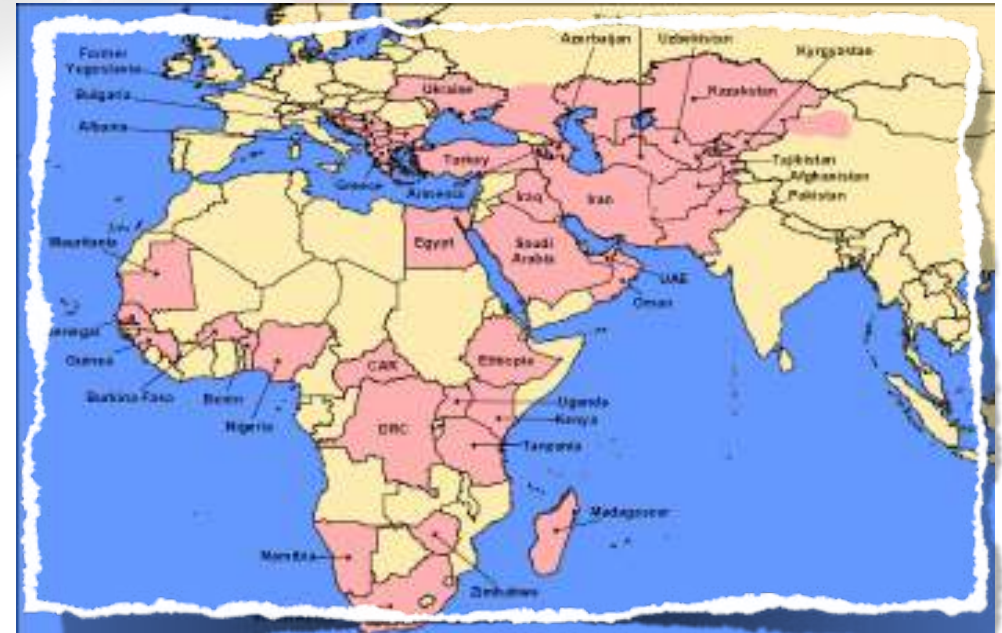 Azerbaijan
Uzbekistan
Kyrgyzstan
Former
Yugoslavia
Ukraine
Kazakstan
Bulgaria
Albania
Turkey
Tajikistan
Afghanistan
Greece
Armenia
Iraq
Iran
Pakistan
Mauritania
Egypt
Saudi
Arabia
UAE
Oman
Senegal
Guinea
CAR
Ethiopia
Burkina Faso
Benin
Uganda
Nigeria
DRC
Kenya
Tanzania
Madagascar
Namibia
Zimbabwe